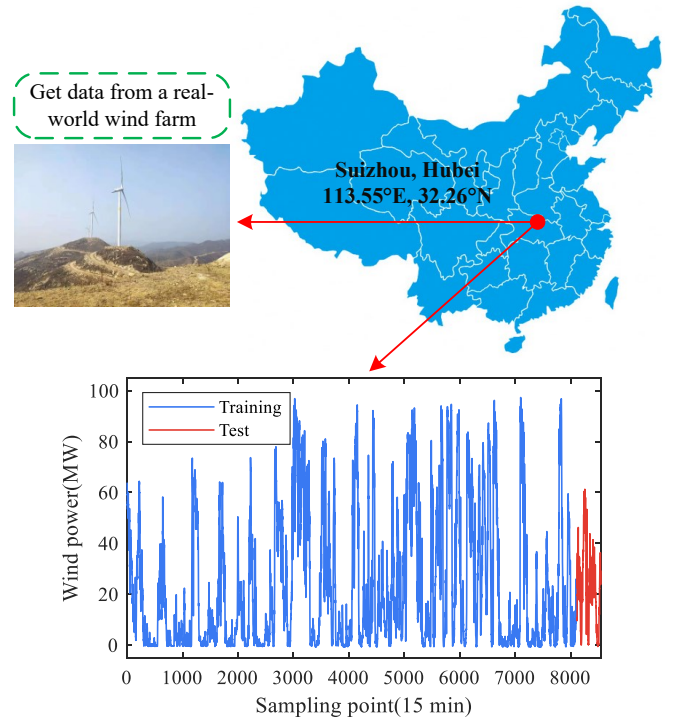 Get data from a real-
world wind farm
Suizhou, Hubei
113.55°E, 32.26°N
100
80
60
40
20
0
Wind power(MW)
Training
Test
0 1000 2000 3000 4000 5000 6000 7000 8000
Sampling point(15 min)